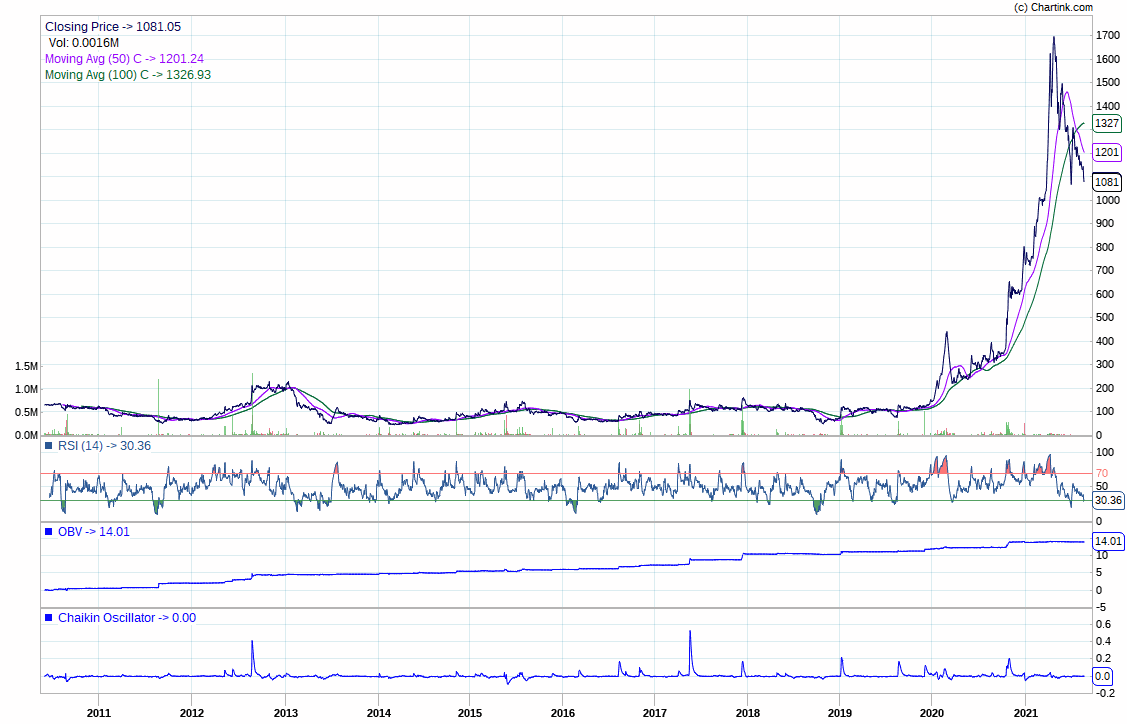 (c) Chartink.com
Closing Price -> 1081.05
Vol: 0.0016M
Moving Avg (50) C -> 1201.24
Moving Avg (100) C -> 1326.93
1700
1600
1500
1400
1327
1201
1081
1000
900
800
700
600
500
400
300
200
100
0
1.5M
1.0M
0.5M
0.0M
RSI (14) -> 30.36
100
70
50
30.36
0
OBV -> 14.01
14.01
10
5
0
-5
Chaikin Oscillator -> 0.00
0.6
0.4
0.2
0.0
-0.2
2011 2012 2013 2014 2015 2016 2017 2018 2019 2020 2021